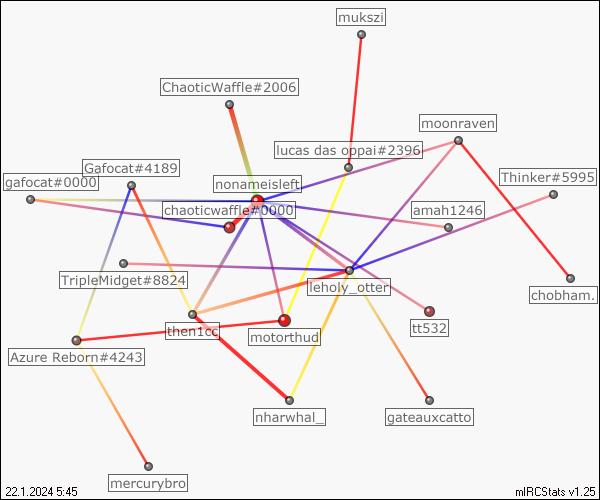 mukszi
ChaoticWaffle#2006
moonraven
lucas das oppai#2396
Gafocat#4189
Thinker#5995
gafocat#0000
nonameisleft
chaoticwaffle#0000
amah1246
TripleMidget#8824
leholy_otter
chobham.
then1cc
motorthud
tt532
Azure Reborn#4243
nharwhal_
gateauxcatto
mercurybro
22.1.2024 5:45
mIRCStats v1.25